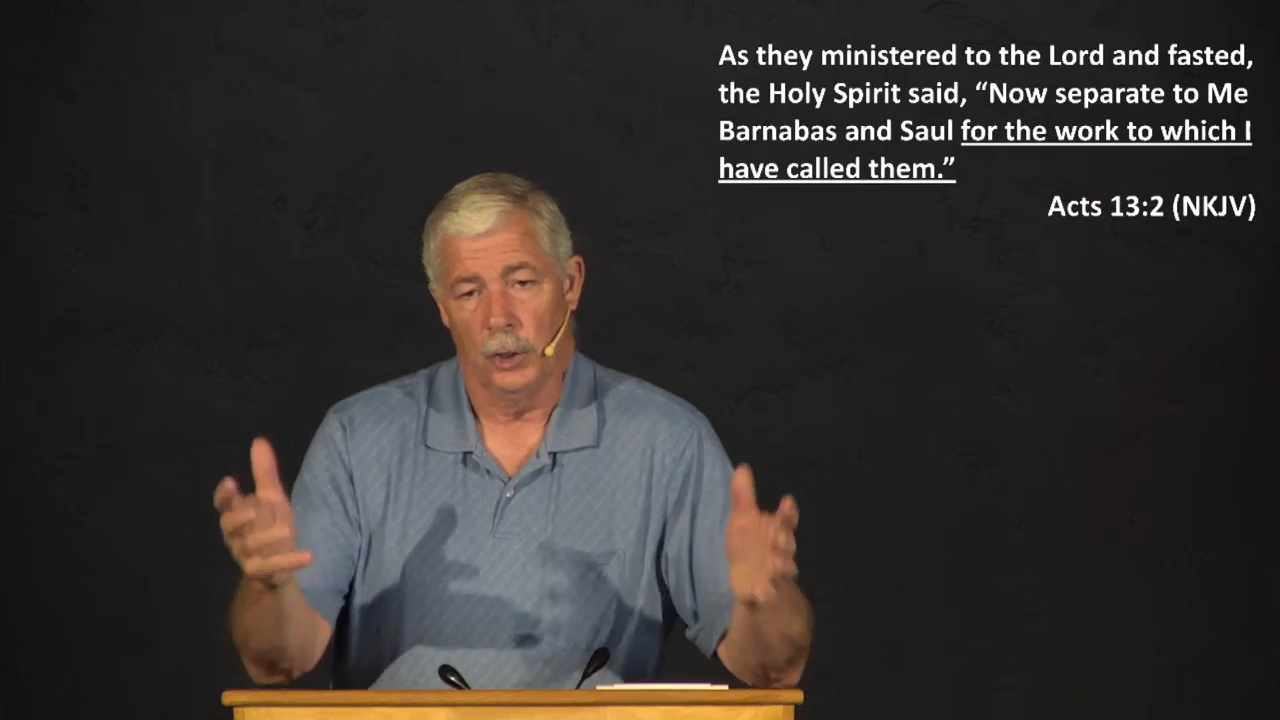 As they ministered to the Lord and fasted,
the Holy Spirit said, “Now separate to Me
Barnabas and Saul for the work to which I
have called them.”
Acts 13:2 (NKJV)